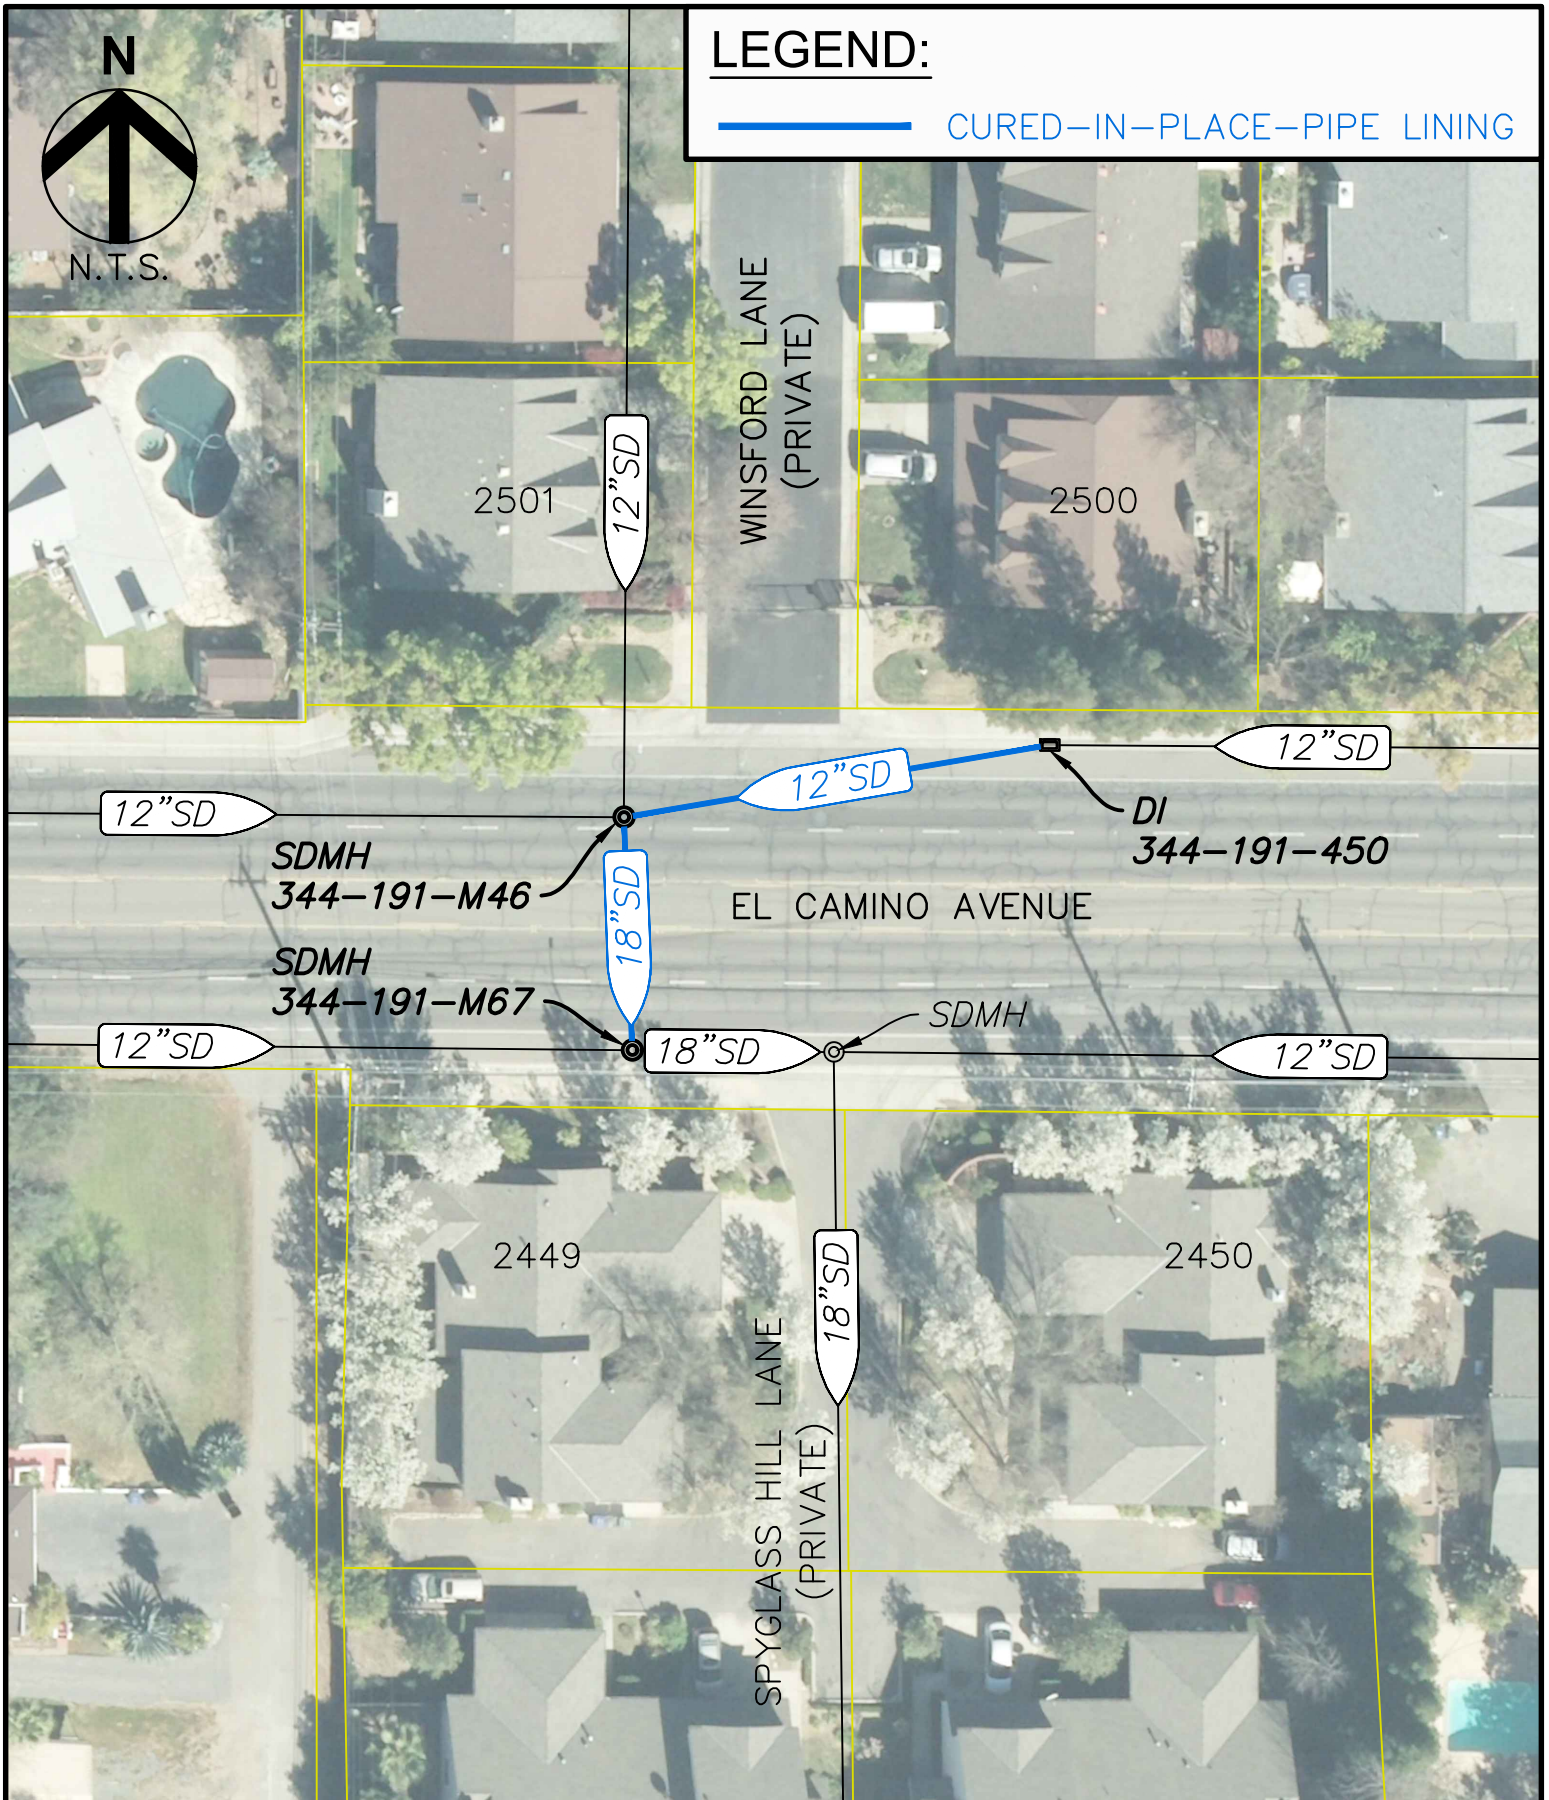 N
N.T.S.
LEGEND:
CURED-IN-PLACE-PIPE LINING
WINSFORD LANE
(PRIVATE)
12"SD
2501
2500
12"SD
12"SD
12"SD
DI
344-191-450
SDMH
344-191-M46
18"SD
EL CAMINO AVENUE
SDMH
344-191-M67
SDMH
12"SD
18"SD
12"SD
2449
2450
18"SD
SPYGLASS HILL LANE
(PRIVATE)